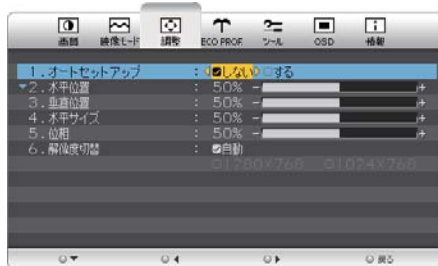 画質 映像モード 調整 ECO PROF. ツール OSD 情報
1.オートセットアップ : しない する
2.水平位置 : 50% - +
3.垂直位置 : 50% - +
4.水平サイズ : 50% - +
5.位相 : 50% - +
6.解像度切替 : 自動
1280X768 1024X768
戻る